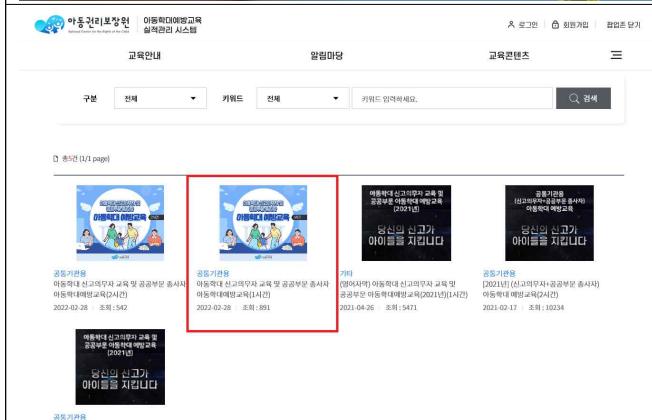 아동권리보장원
National Center for the Rights of the Child
아동학대예방교육
실적관리 시스템
로그인
회원가입
팝업존 닫기
교육안내
알림마당
교육콘텐츠
구분
전체
키워드
전체
키워드 입력하세요.
검색
총5건 (1/1 page)
아동학대 예방교육
공통기관용
아동학대 신고의무자 교육 및 공공부문 종사자
아동학대예방교육(2시간)
2022-02-28 조회 : 542
아동학대 예방교육
공통기관용
아동학대 신고의무자 교육 및 공공부문 종사자
아동학대예방교육(1시간)
2022-02-28 조회 : 891
아동학대 신고의무자 교육 및
공공부문 아동학대 예방교육
(2021년)
당신의 신고가
아이들을 지킵니다
기타
(영어자막) 아동학대 신고의무자 교육 및
공공부문 아동학대예방교육(2021년)(1시간)
2021-04-26 조회 : 5471
공통기관용
(신고의무자+공공부문 종사자)
아동학대 예방교육
당신의 신고가
아이들을 지킵니다
공통기관용
[2021년] (신고의무자+공공부문 종사자)
아동학대 예방교육(2시간)
2021-02-17 조회 : 10234
아동학대 신고의무자 교육 및
공공부문 아동학대 예방교육
(2021년)
당신의 신고가
아이들을 지킵니다
공통기관용